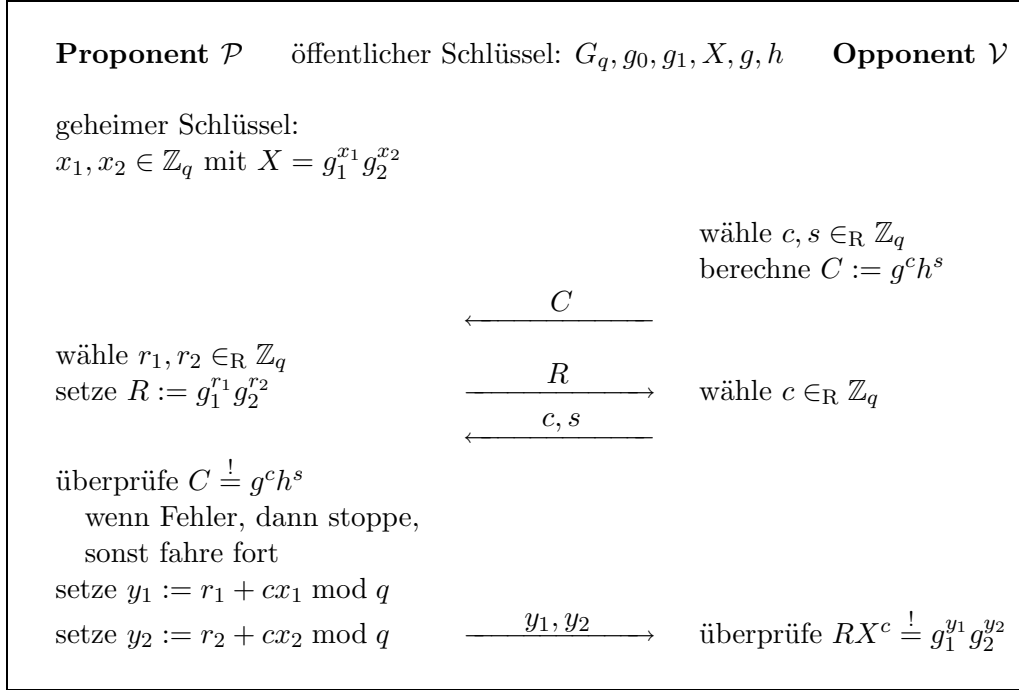 Proponent 𝒫 öffentlicher Schlüssel: G_q, g_0, g_1, X, g, h Opponent 𝒱
geheimer Schlüssel:
x_1, x_2 ∈ ℤ_q mit X = g_1^{x_1} g_2^{x_2}
wähle c, s ∈_R ℤ_q
berechne C := g^c h^s
C
wähle r_1, r_2 ∈_R ℤ_q
setze R := g_1^{r_1} g_2^{r_2} R wähle c ∈_R ℤ_q
c, s
überprüfe C =^! g^c h^s
wenn Fehler, dann stoppe,
sonst fahre fort
setze y_1 := r_1 + cx_1 mod q
setze y_2 := r_2 + cx_2 mod q y_1, y_2 überprüfe RX^c =^! g_1^{y_1} g_2^{y_2}